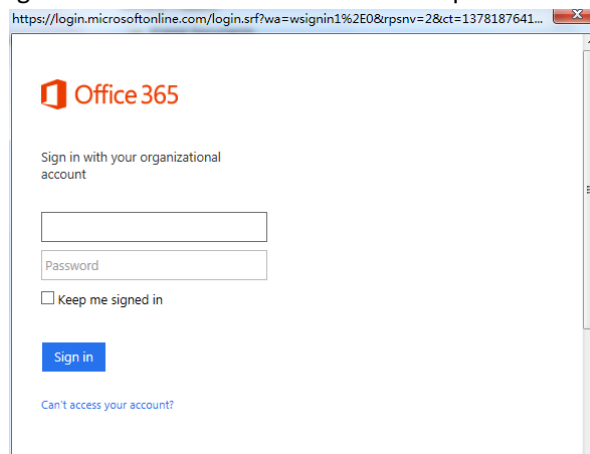 https://login.microsoftonline.com/login.srf?wa=wsignin1%2E0&rpsnv=2&ct=1378187641...
Office 365
Sign in with your organizational
account
Password
Keep me signed in
Sign in
Can't access your account?